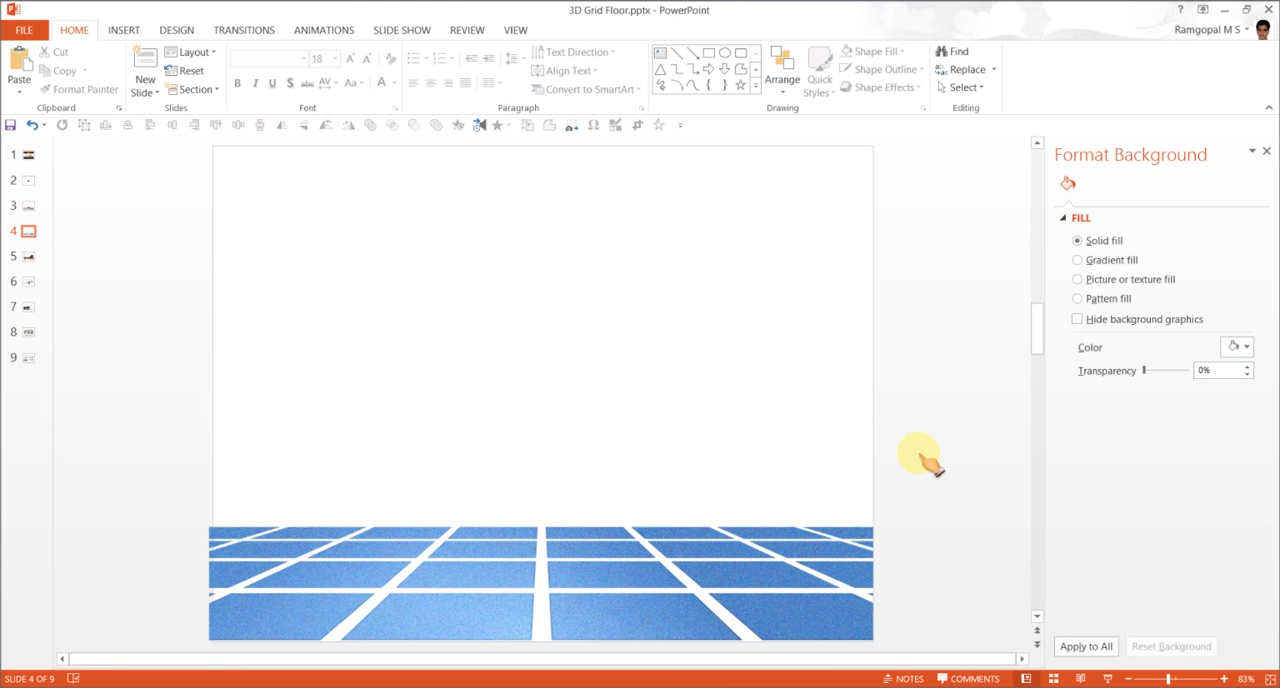 3D Grid Floor.pptx - PowerPoint
?
FILE HOME INSERT DESIGN TRANSITIONS ANIMATIONS SLIDE SHOW REVIEW VIEW Ramgopal M S
Paste
Cut
Copy
Format Painter
Clipboard
New
Slide
Layout
Reset
Section
Slides
18
B I U S abc AV Aa A
Font
Text Direction
Align Text
Convert to SmartArt
Paragraph
Arrange
Quick
Styles
Shape Fill
Shape Outline
Shape Effects
Drawing
Find
Replace
Select
Editing
1
2
3
4
5
6
7
8
9
Format Background
FILL
Solid fill
Gradient fill
Picture or texture fill
Pattern fill
Hide background graphics
Color
Transparency 0%
Apply to All Reset Background
SLIDE 4 OF 9 NOTES COMMENTS 83%